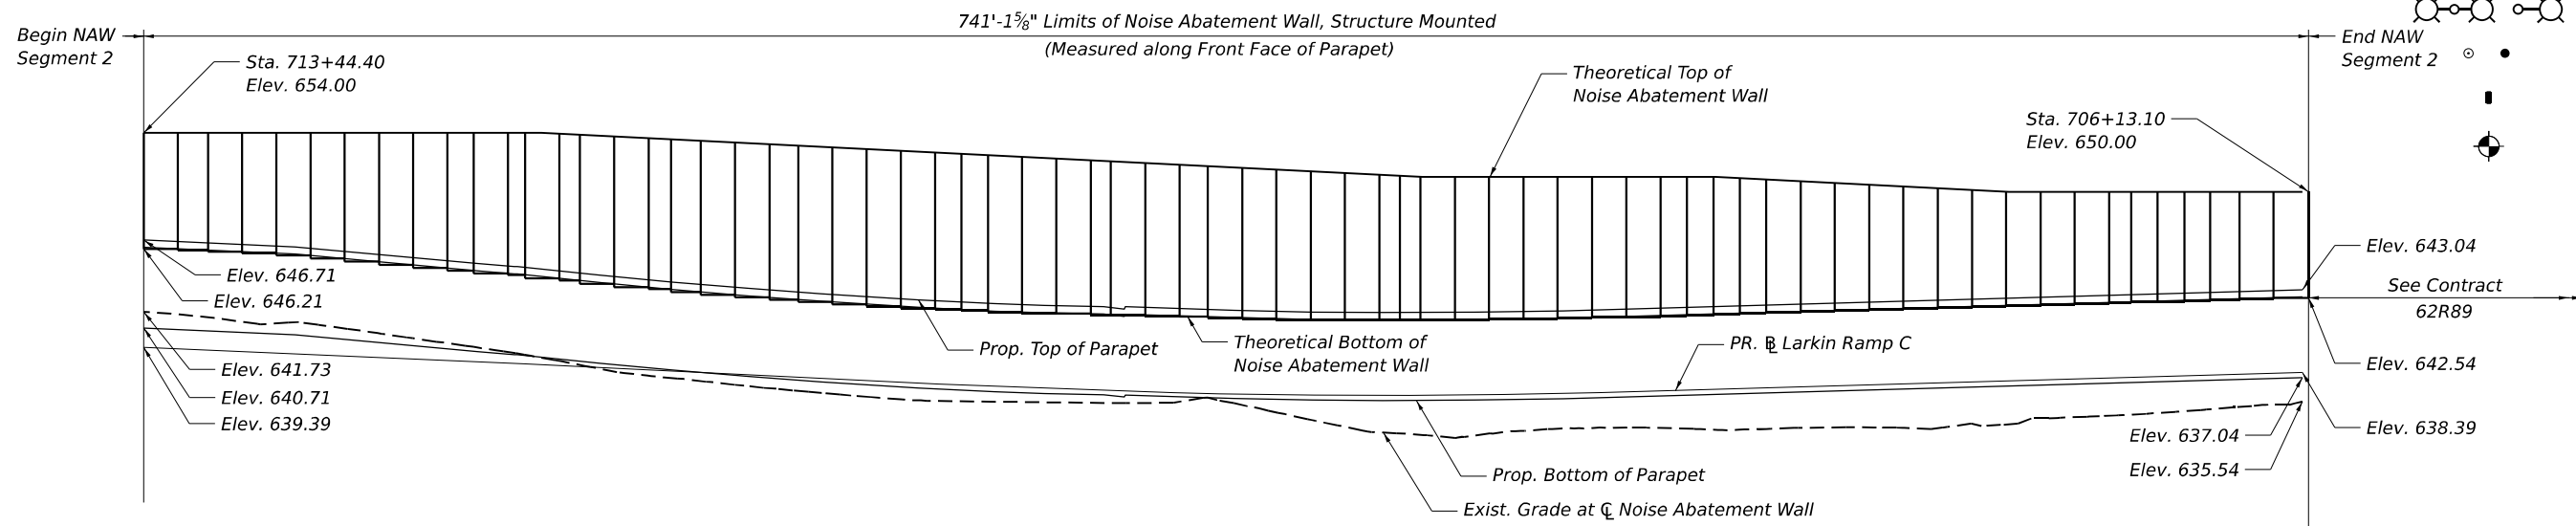 741'-1⅝" Limits of Noise Abatement Wall, Structure Mounted
(Measured along Front Face of Parapet)
Begin NAW
Segment 2
End NAW
Segment 2
Sta. 713+44.40
Elev. 654.00
Theoretical Top of
Noise Abatement Wall
Sta. 706+13.10
Elev. 650.00
Elev. 646.71
Elev. 646.21
Elev. 643.04
See Contract
62R89
Prop. Top of Parapet
Theoretical Bottom of
Noise Abatement Wall
PR. ℄ Larkin Ramp C
Elev. 642.54
Elev. 641.73
Elev. 640.71
Elev. 639.39
Elev. 637.04
Elev. 638.39
Elev. 635.54
Prop. Bottom of Parapet
Exist. Grade at ℄ Noise Abatement Wall